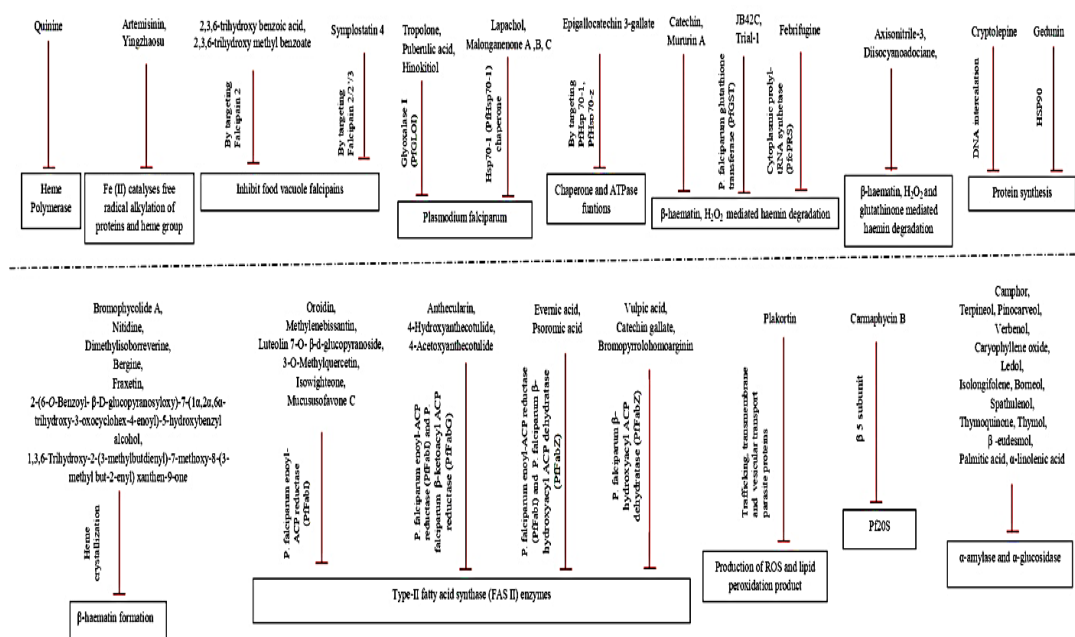 Quinine
Artemisinin,
Yingzhaosu
2,3,6-trihydroxy benzoic acid,
2,3,6-trihydroxy methyl benzoate
Symplostatin 4
Tropolone,
Puberulic acid,
Hinokitiol
Lapachol,
Malonganenone A ,B, C
Epigallocatechin 3-gallate
Catechin,
Mururin A
JB42C,
Trial-1
Febrifugine
Axisonitrile-3,
Diisocyanoadociane,
Cryptolepine
Gedunin
By targeting
Falcipain 2
By targeting
Falcipain 2/2'/3
Glyoxalase I
(PfGLOI)
Hsp70-1 (PfHsp70-1)
chaperone
By targeting
PfHsp 70-1,
PfHso70-z
P. falciparum glutathione
transferase (PfGST)
Cytoplasmic prolyl-
tRNA synthetase
(PfcPRS)
DNA intercalation
HSP90
Heme
Polymerase
Fe (II) catalyses free
radical alkylation of
proteins and heme group
Inhibit food vacuole falcipains
Plasmodium falciparum
Chaperone and ATPase
funtions
β-haematin, H₂O₂ mediated haemin degradation
β-haematin, H₂O₂ and
glutathinone mediated
haemin degradation
Protein synthesis
Bromophycolide A,
Nitidine,
Dimethylisoborreverine,
Bergine,
Fraxetin,
2-(6-O-Benzoyl- β-D-glucopyranosyloxy)-7-(1α,2α,6α-
trihydroxy-3-oxocyclohex-4-enoyl)-5-hydroxybenzyl
alcohol,
1,3,6-Trihydroxy-2-(3-methylbutdienyl)-7-methoxy-8-(3-
methyl but-2-enyl) xanthen-9-one
Oroidin,
Methylenebissantin,
Luteolin 7-O- β-d-glucopyranoside,
3-O-Methylquercetin,
Isowighteone,
Mucususofavone C
Anthecularin,
4-Hydroxyanthecotulide,
4-Acetoxyanthecotulide
Evernic acid,
Psoromic acid
Vulpic acid,
Catechin gallate,
Bromopyrrolohomoarginin
Plakortin
Carmaphycin B
Camphor,
Terpineol, Pinocarveol,
Verbenol,
Caryophyllene oxide,
Ledol,
Isolongifolene, Borneol,
Spathulenol,
Thymoquinone, Thymol,
β -eudesmol,
Palmitic acid, α-linolenic acid
Heme
crystallization
P. falciparum enoyl-
ACP reductase
(PfFabI)
P. falciparum enoyl-ACP
reductase (PfFabI) and P.
falciparum β-ketoacyl ACP
reductase (PfFabG)
P. falciparum enoyl-ACP reductase
(PfFabI) and P. falciparum β-
hydroxyacyl ACP dehydratase
(PfFabZ)
P. falciparum β-
hydroxyacyl ACP
dehydratase (PfFabZ)
Trafficking, transmembrane
and vesicular transport
parasite proteins
β 5 subunit
β-haematin formation
Type-II fatty acid synthase (FAS II) enzymes
Production of ROS and lipid
peroxidation product
Pf20S
α-amylase and α-glucosidase